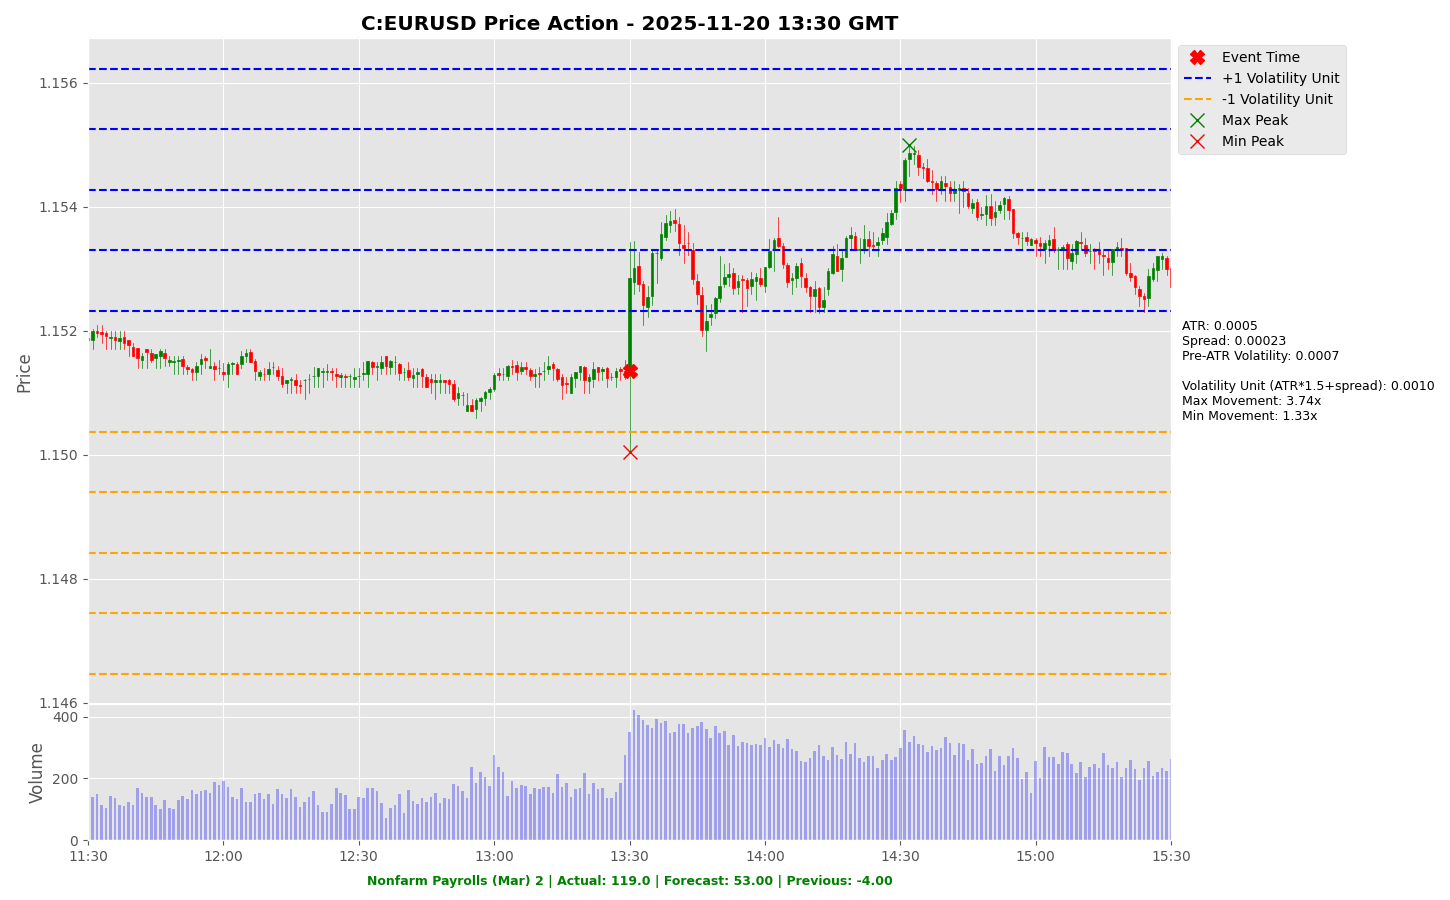 C:EURUSD Price Action - 2025-11-20 13:30 GMT
Event Time
+1 Volatility Unit
-1 Volatility Unit
Max Peak
Min Peak
1.156
1.154
1.152
1.150
1.148
1.146
Price
ATR: 0.0005
Spread: 0.00023
Pre-ATR Volatility: 0.0007
Volatility Unit (ATR*1.5+spread): 0.0010
Max Movement: 3.74x
Min Movement: 1.33x
400
200
0
Volume
11:30
12:00
12:30
13:00
13:30
14:00
14:30
15:00
15:30
Nonfarm Payrolls (Mar) 2 | Actual: 119.0 | Forecast: 53.00 | Previous: -4.00